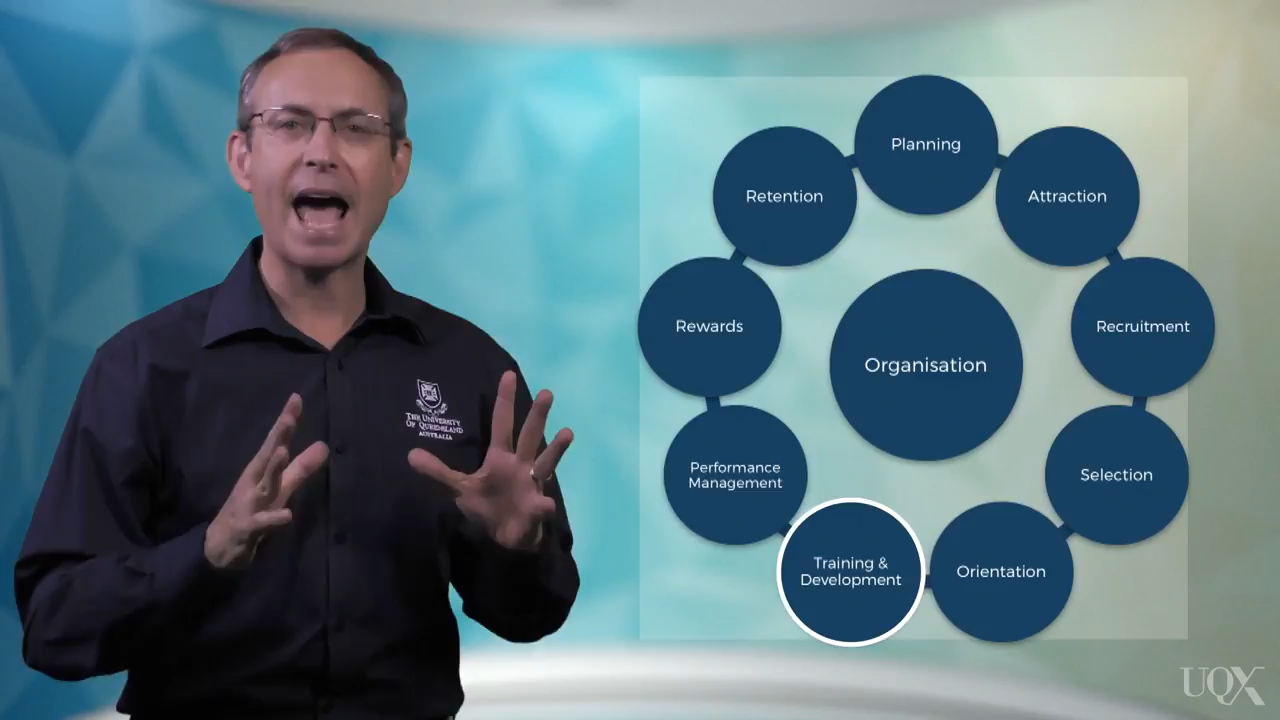 THE UNIVERSITY
OF QUEENSLAND
AUSTRALIA
Planning
Attraction
Recruitment
Selection
Orientation
Training &
Development
Performance
Management
Rewards
Retention
Organisation
UQX